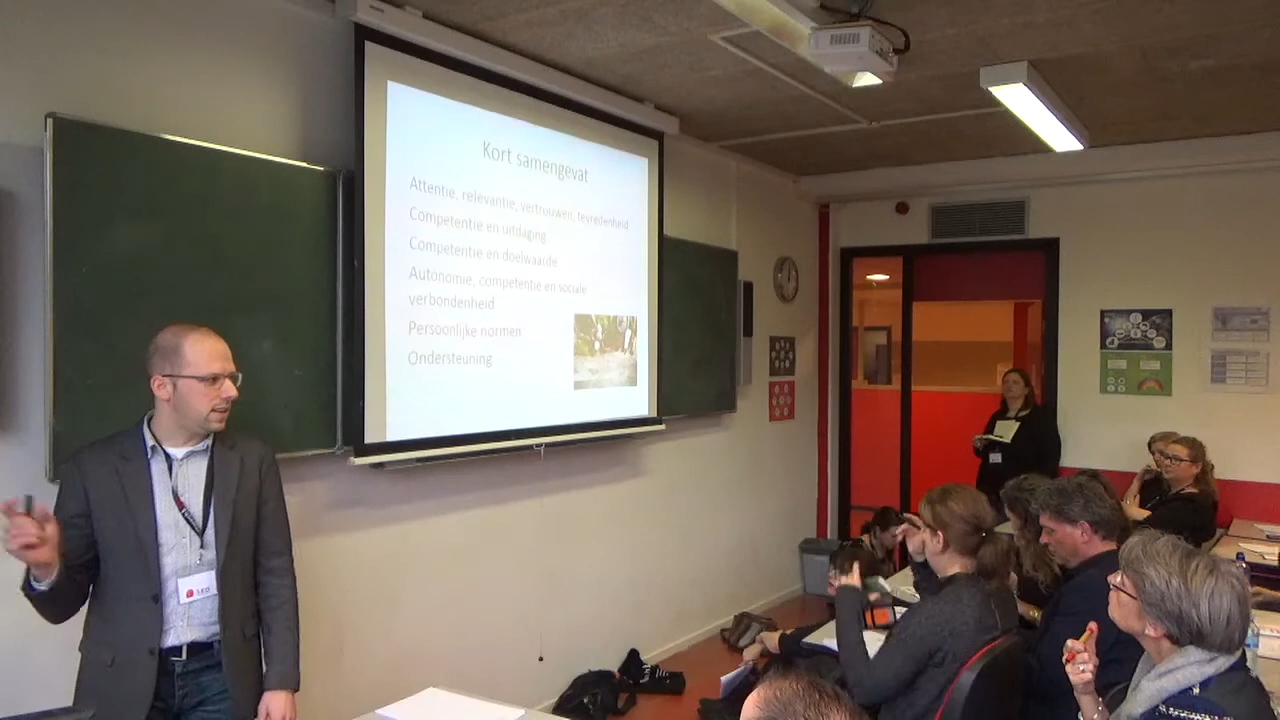 Kort samengevat
Attentie, relevantie, vertrouwen, tevredenheid
Competentie en uitdaging
Competentie en doelwaarde
Autonomie, competentie en sociale
verbondenheid
Persoonlijke normen
Ondersteuning